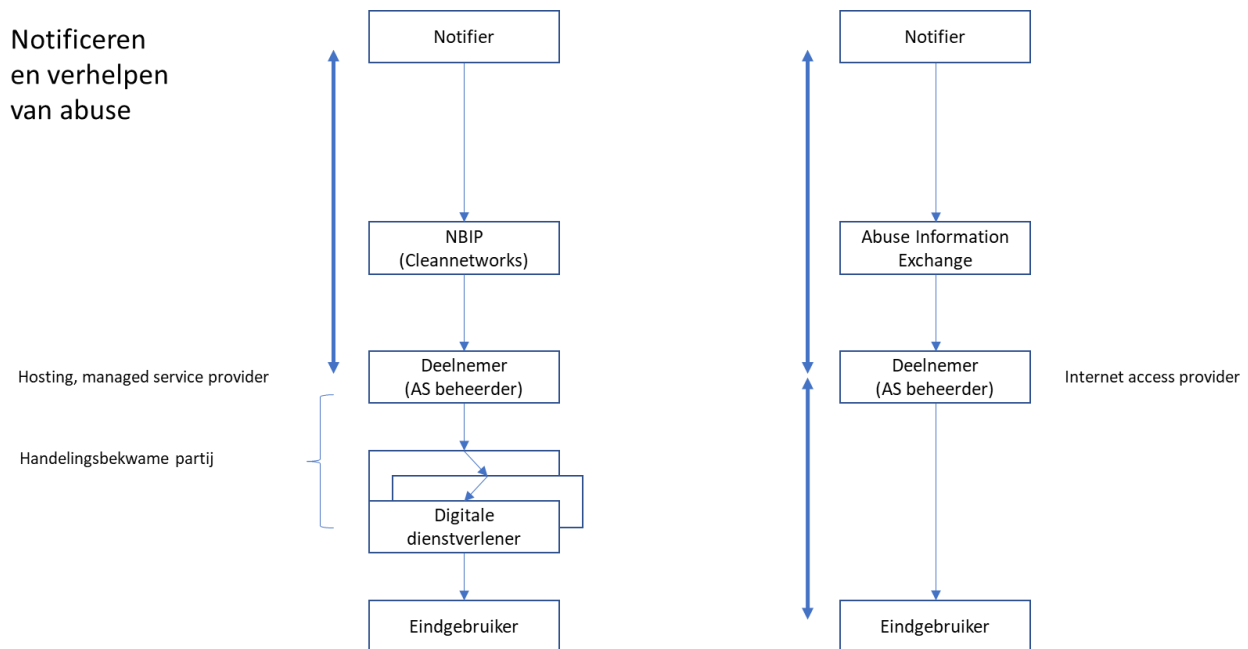 Notificeren
en verhelpen
van abuse
Notifier
NBIP
(Cleannetworks)
Hosting, managed service provider
Deelnemer
(AS beheerder)
Handelingsbekwame partij
Digitale
dienstverlener
Eindgebruiker
Notifier
Abuse Information
Exchange
Deelnemer
(AS beheerder)
Internet access provider
Eindgebruiker